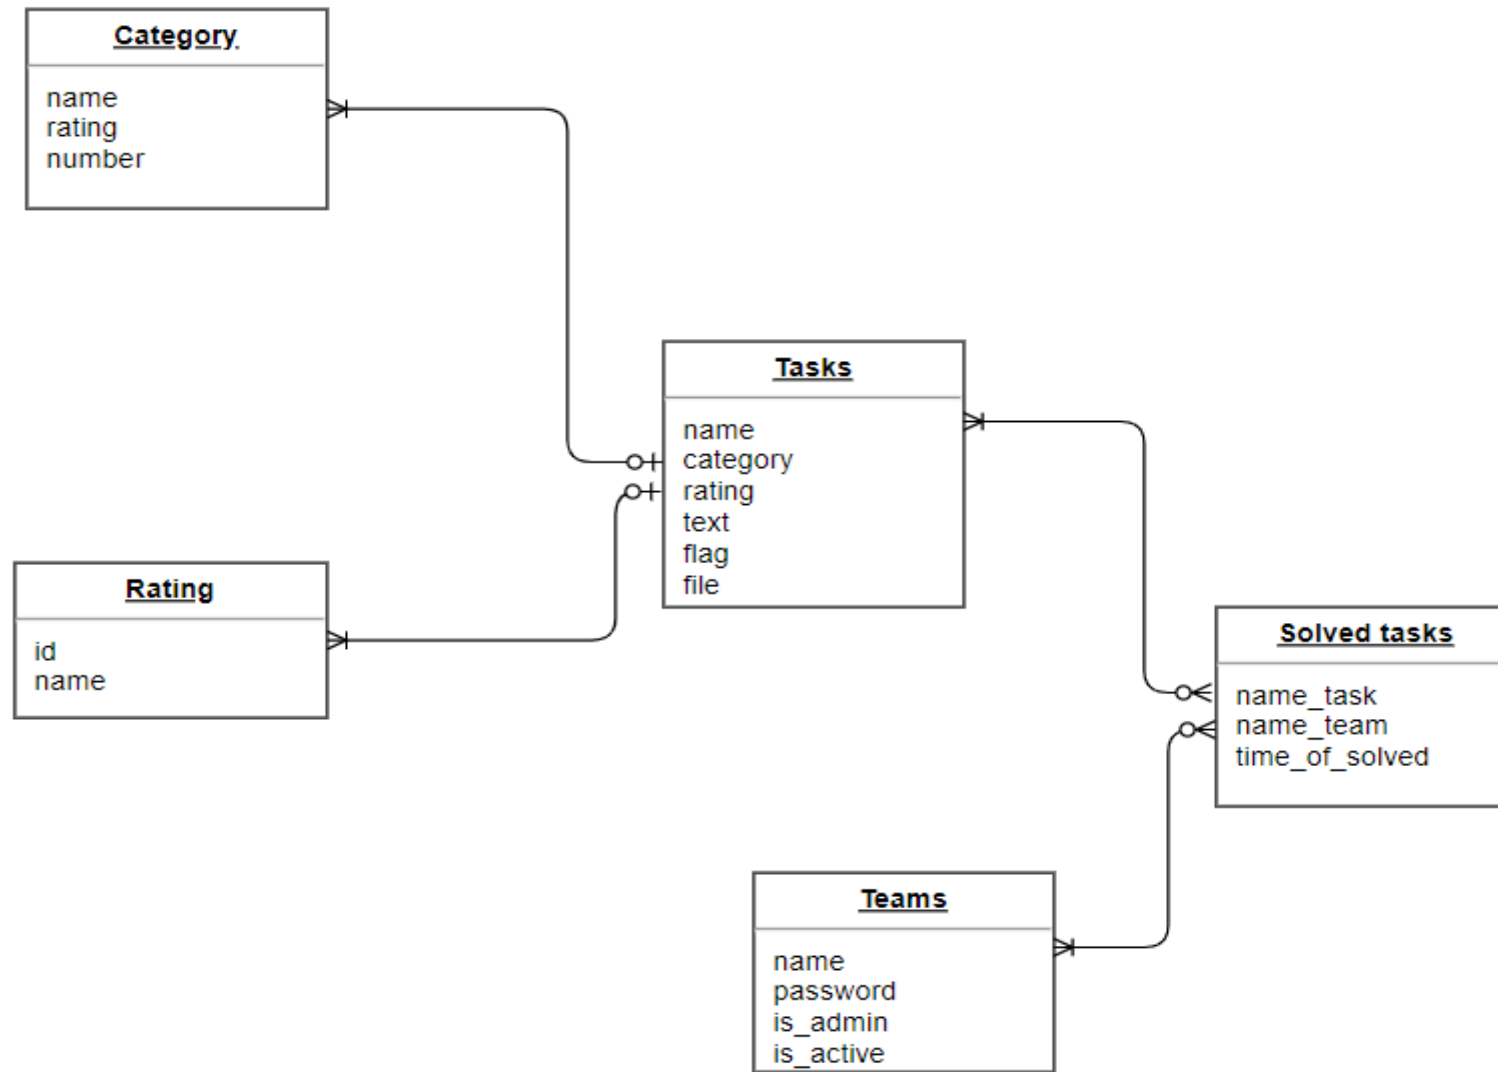 Category
name
rating
number
Tasks
name
category
rating
text
flag
file
Rating
id
name
Solved tasks
name_task
name_team
time_of_solved
Teams
name
password
is_admin
is_active